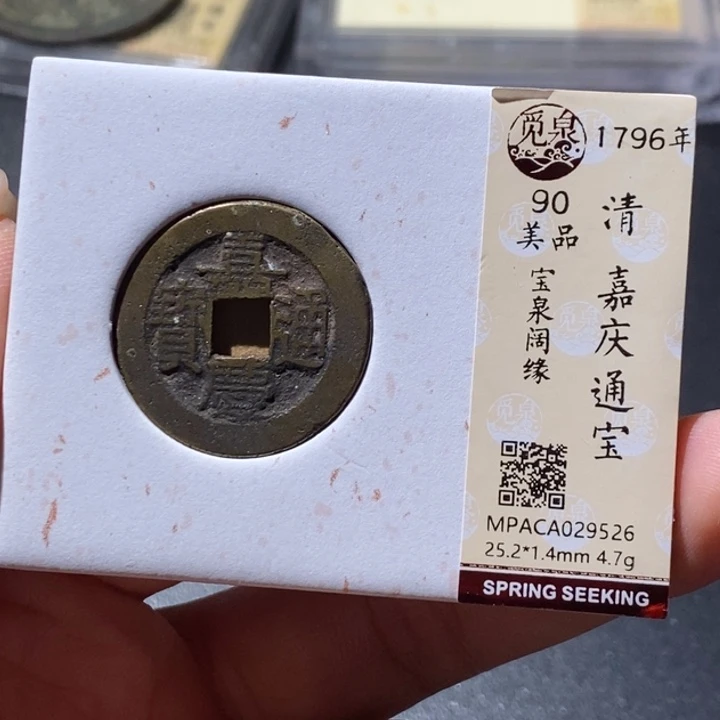 觅泉
1796年
90
美品
宝泉阔缘
清 嘉庆通宝
MPACA029526
25.2*1.4mm 4.7g
SPRING SEEKING
嘉慶通寶